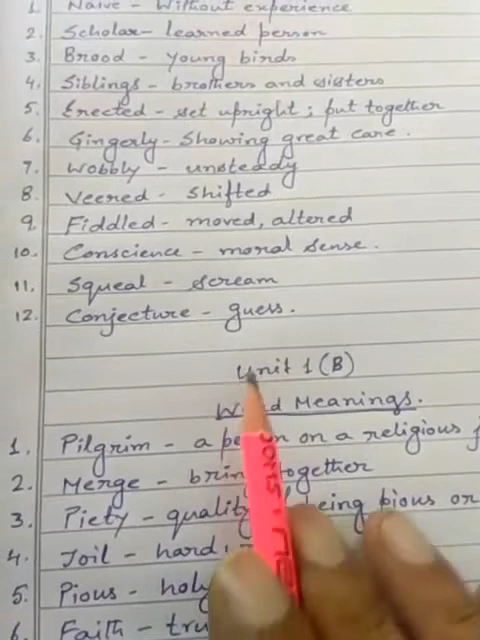 1. Naive - Without experience
2. Scholar - learned person
3. Brood - young birds
4. Siblings - brothers and sisters
5. Erected - set upright ; put together
6. Gingerly - Showing great care .
7. Wobbly - unsteady
8. Veered - Shifted
9. Fiddled - moved, altered
10. Conscience - moral sense .
11. Squeal - scream
12. Conjecture - guess .
Unit 1 (B)
Word Meanings .
1. Pilgrim - a person on a religious
2. Merge - bring together
3. Piety - quality of being pious or
4. Toil - hard
5. Pious - holy
6. Faith -